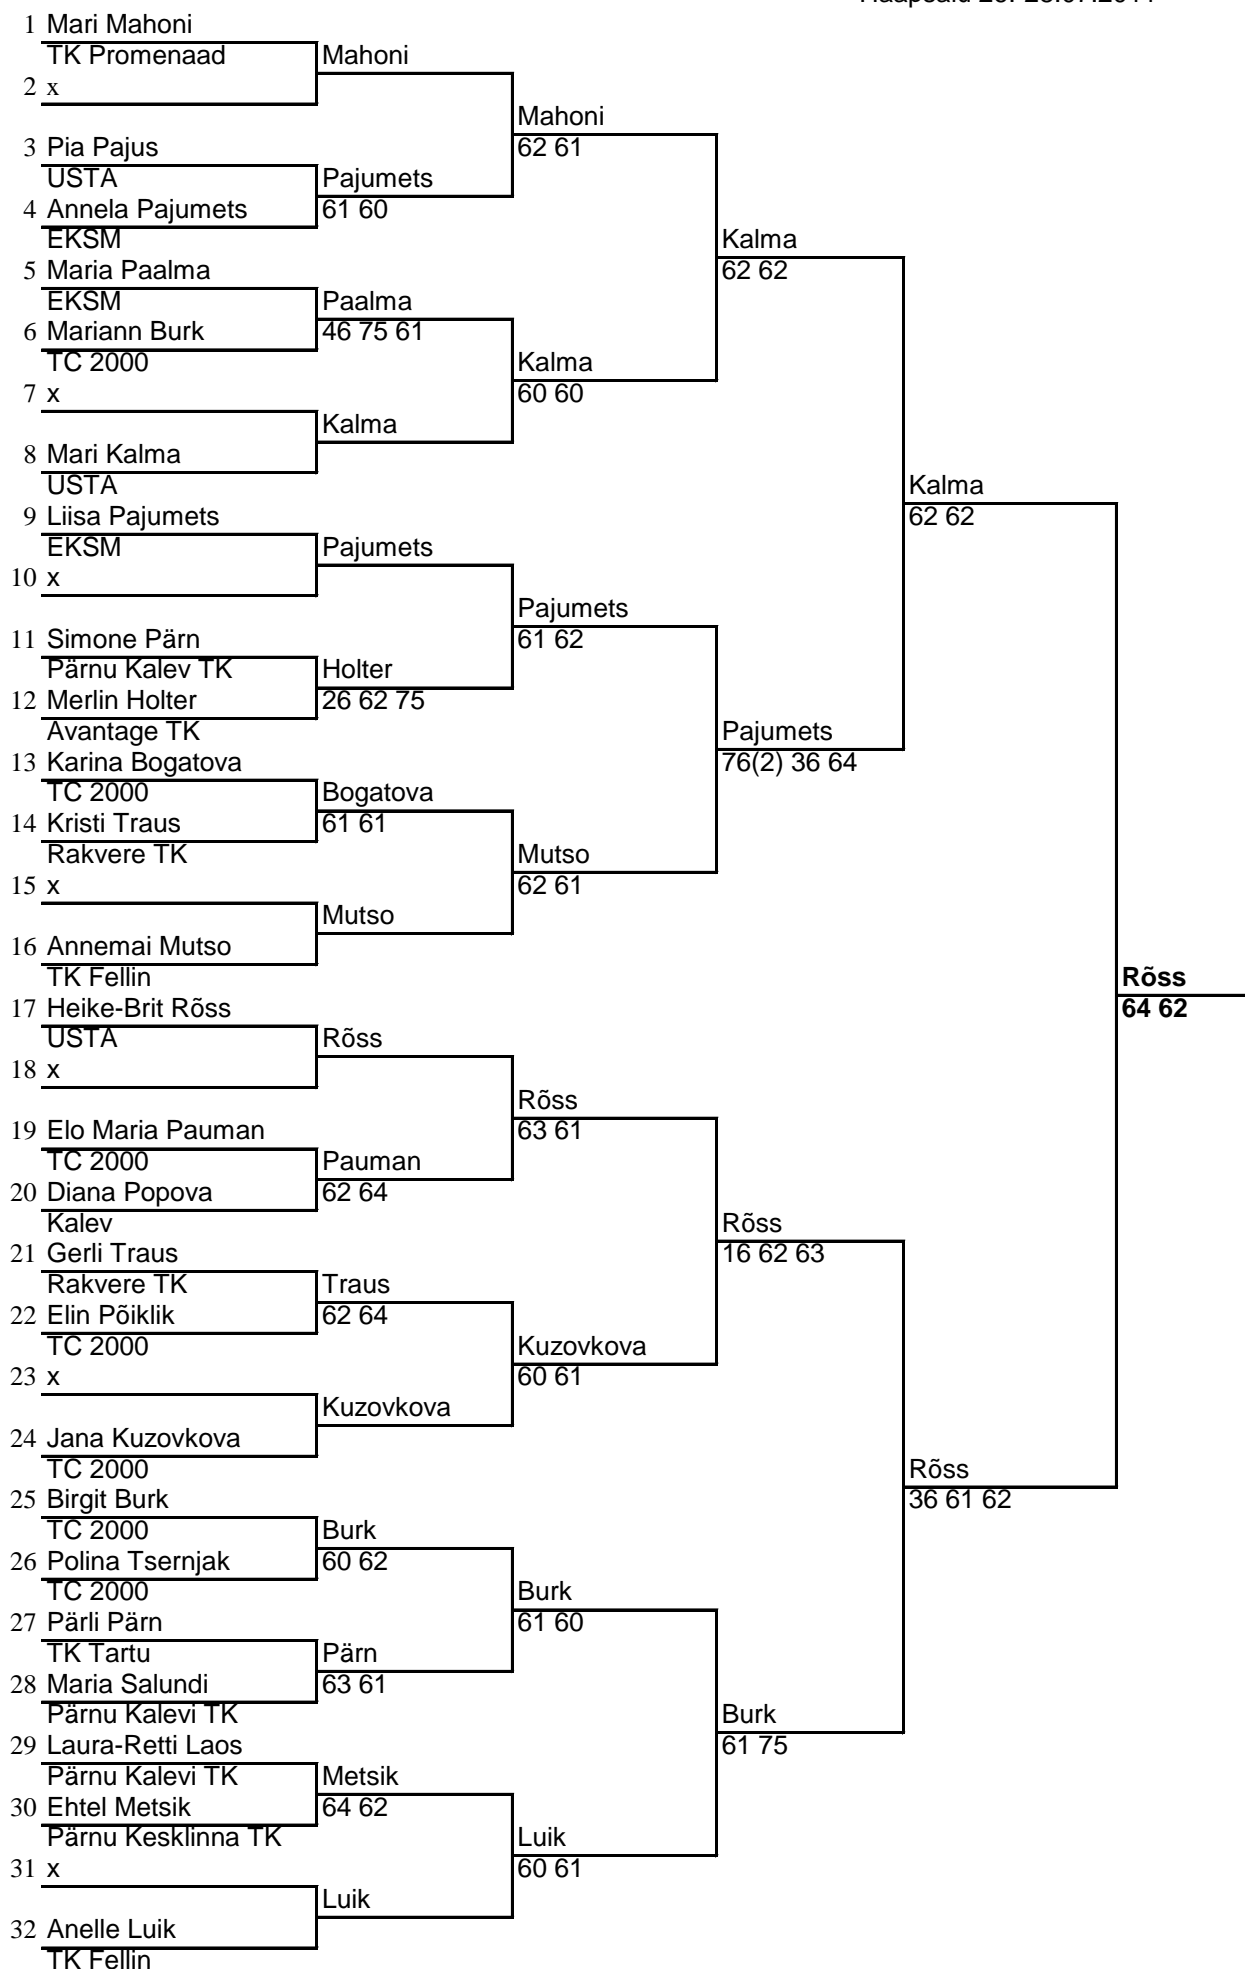 1 Mari Mahoni
TK Promenaad
Mahoni
2 x
Mahoni
62 61
3 Pia Pajus
USTA
Pajumets
61 60
4 Annela Pajumets
EKSM
Kalma
62 62
5 Maria Paalma
EKSM
Paalma
46 75 61
6 Mariann Burk
TC 2000
Kalma
60 60
7 x
Kalma
8 Mari Kalma
USTA
Kalma
62 62
9 Liisa Pajumets
EKSM
Pajumets
10 x
Pajumets
61 62
11 Simone Pärn
Pärnu Kalev TK
Holter
26 62 75
12 Merlin Holter
Avantage TK
Pajumets
76(2) 36 64
13 Karina Bogatova
TC 2000
Bogatova
61 61
14 Kristi Traus
Rakvere TK
Mutso
62 61
15 x
Mutso
16 Annemai Mutso
TK Fellin
Rõss
64 62
17 Heike-Brit Rõss
USTA
Rõss
18 x
Rõss
63 61
19 Elo Maria Pauman
TC 2000
Pauman
62 64
20 Diana Popova
Kalev
Rõss
16 62 63
21 Gerli Traus
Rakvere TK
Traus
62 64
22 Elin Põiklik
TC 2000
Kuzovkova
60 61
23 x
Kuzovkova
24 Jana Kuzovkova
TC 2000
Rõss
36 61 62
25 Birgit Burk
TC 2000
Burk
60 62
26 Polina Tsernjak
TC 2000
Burk
61 60
27 Pärli Pärn
TK Tartu
Pärn
63 61
28 Maria Salundi
Pärnu Kalevi TK
Burk
61 75
29 Laura-Retti Laos
Pärnu Kalevi TK
Metsik
64 62
30 Ehtel Metsik
Pärnu Kesklinna TK
Luik
60 61
31 x
Luik
32 Anelle Luik
TK Fellin